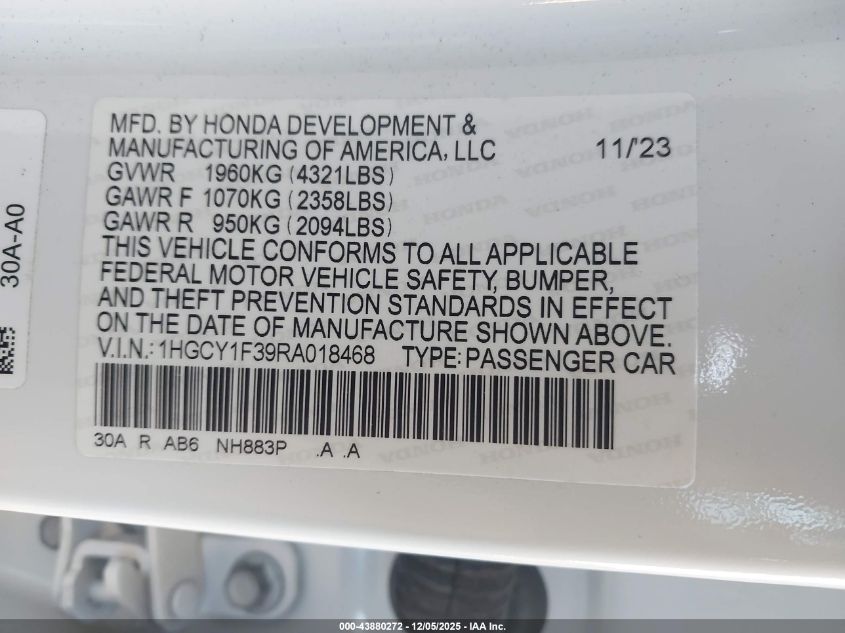 MFD. BY HONDA DEVELOPMENT &
MANUFACTURING OF AMERICA, LLC 11/'23
GVWR 1960KG (4321LBS)
GAWR F 1070KG (2358LBS)
GAWR R 950KG (2094LBS)
THIS VEHICLE CONFORMS TO ALL APPLICABLE
FEDERAL MOTOR VEHICLE SAFETY, BUMPER,
AND THEFT PREVENTION STANDARDS IN EFFECT
ON THE DATE OF MANUFACTURE SHOWN ABOVE.
V.I.N.: 1HGCY1F39RA018468 TYPE: PASSENGER CAR
30A R AB6 NH883P .A .A
30A-A0
000-43880272 - 12/05/2025 - IAA Inc.